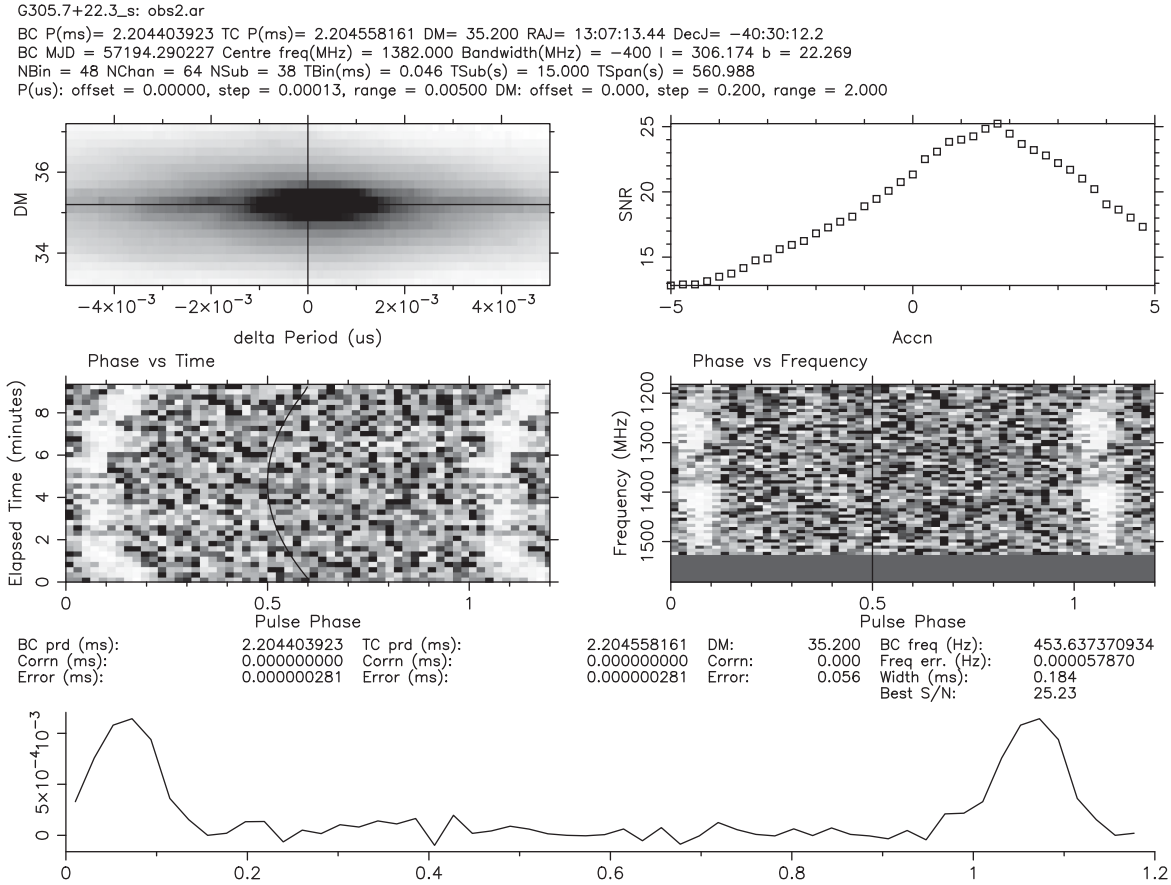 G305.7+22.3_s: obs2.ar
BC P(ms)= 2.204403923 TC P(ms)= 2.204558161 DM= 35.200 RAJ= 13:07:13.44 DecJ= −40:30:12.2
BC MJD = 57194.290227 Centre freq(MHz) = 1382.000 Bandwidth(MHz) = −400 l = 306.174 b = 22.269
NBin = 48 NChan = 64 NSub = 38 TBin(ms) = 0.046 TSub(s) = 15.000 TSpan(s) = 560.988
P(us): offset = 0.00000, step = 0.00013, range = 0.00500 DM: offset = 0.000, step = 0.200, range = 2.000
DM
36
34
−4×10⁻³ −2×10⁻³ 0 2×10⁻³ 4×10⁻³
delta Period (us)
SNR
25
20
15
−5 0 5
Accn
Phase vs Time
Elapsed Time (minutes)
8
6
4
2
0
0 0.5 1
Pulse Phase
Phase vs Frequency
Frequency (MHz)
1200
1300
1400
1500
0 0.5 1
Pulse Phase
BC prd (ms): 2.204403923 TC prd (ms): 2.204558161 DM: 35.200 BC freq (Hz): 453.637370934
Corrn (ms): 0.000000000 Corrn (ms): 0.000000000 Corrn: 0.000 Freq err. (Hz): 0.000057870
Error (ms): 0.000000281 Error (ms): 0.000000281 Error: 0.056 Width (ms): 0.184
Best S/N: 25.23
10⁻³
5×10⁻⁴
0
0 0.2 0.4 0.6 0.8 1 1.2